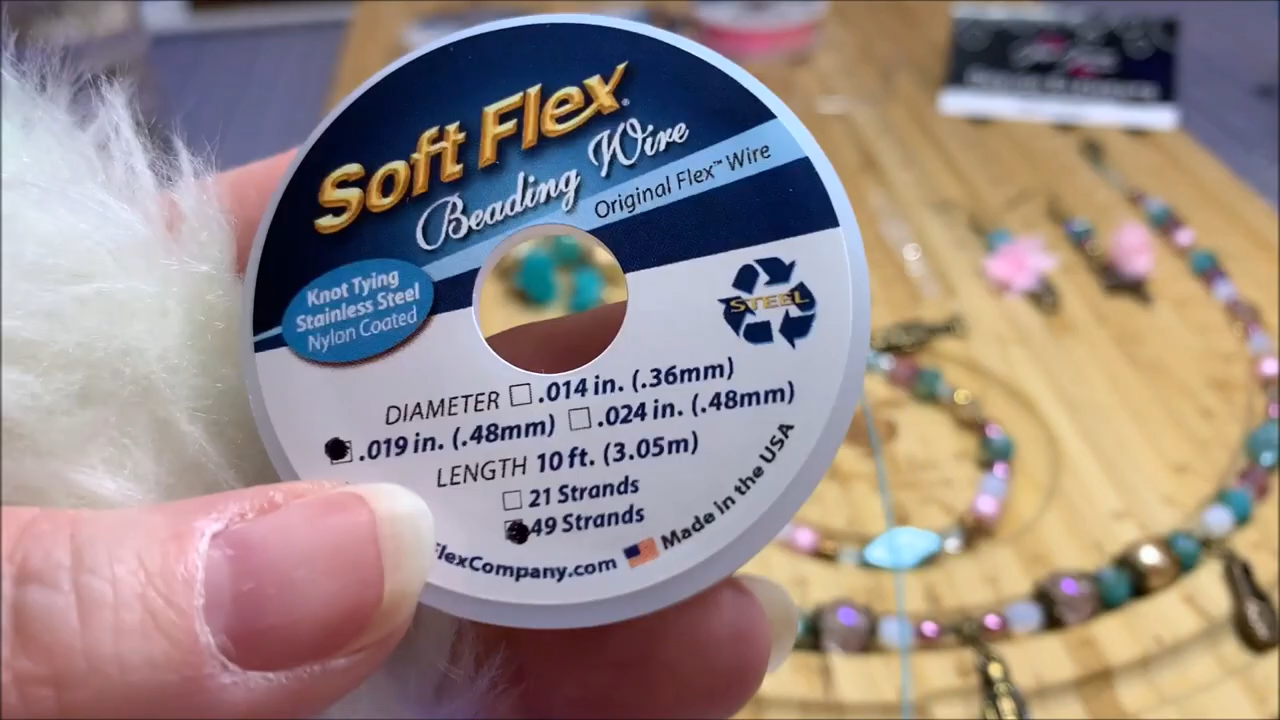 Soft Flex®
Beading Wire
Original Flex™ Wire
Knot Tying
Stainless Steel
Nylon Coated
STEEL
DIAMETER .014 in. (.36mm)
.019 in. (.48mm) .024 in. (.48mm)
LENGTH 10 ft. (3.05m)
21 Strands
49 Strands
FlexCompany.com
Made in the USA